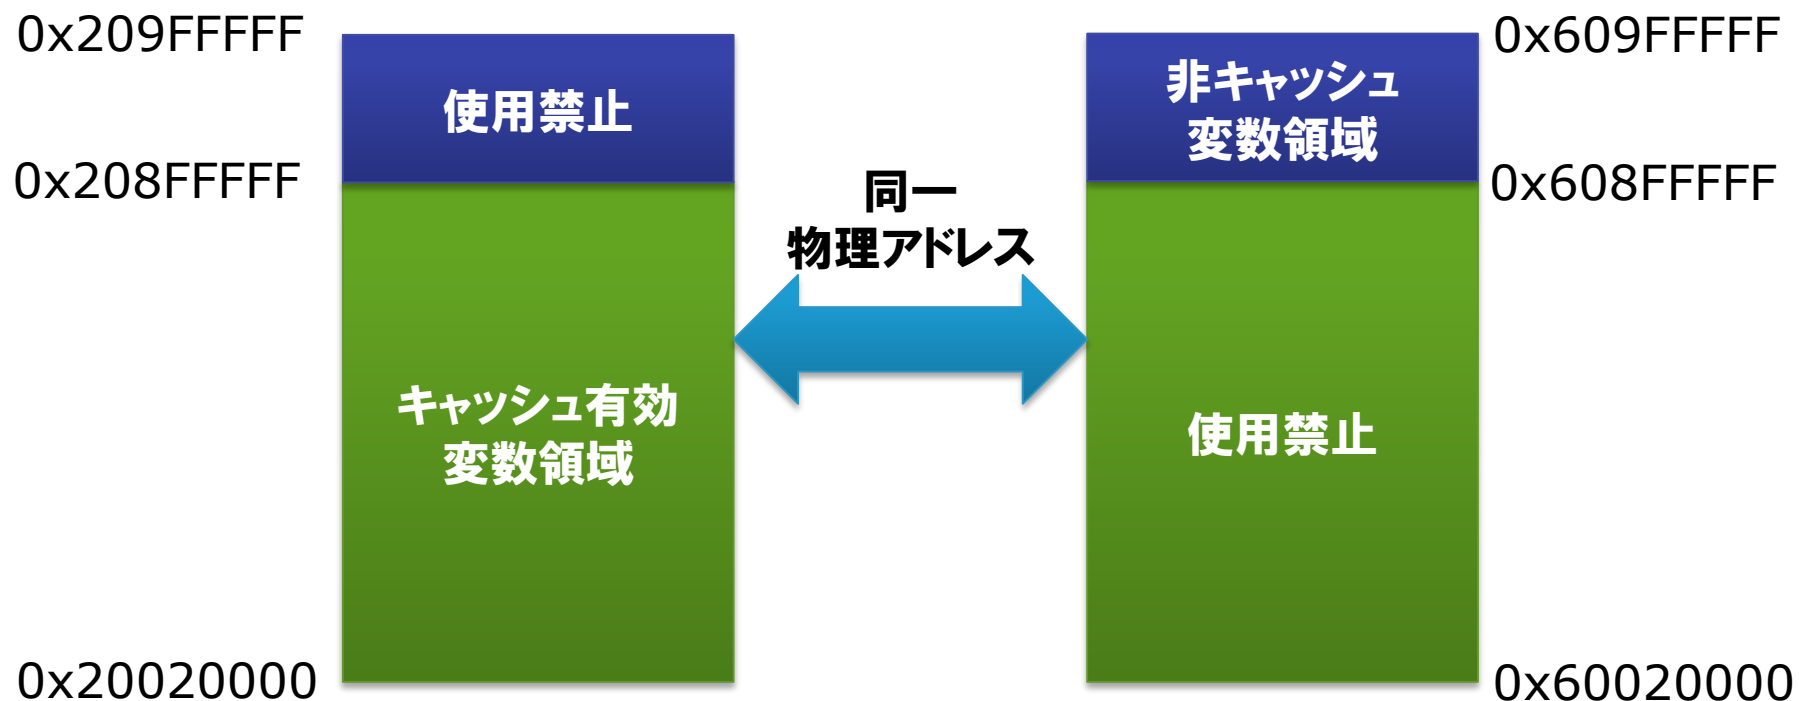 0x209FFFFF
使用禁止
0x208FFFFF
キャッシュ有効
変数領域
0x20020000
同一
物理アドレス
0x609FFFFF
非キャッシュ
変数領域
0x608FFFFF
使用禁止
0x60020000